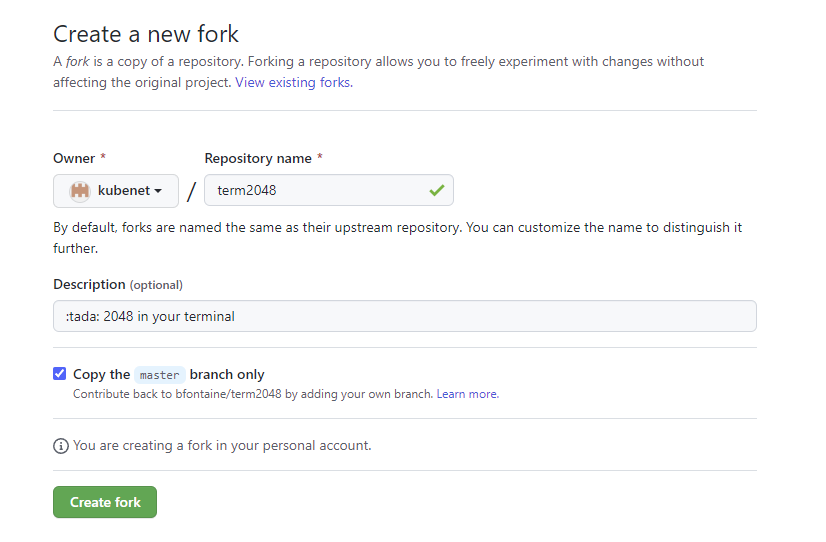 Create a new fork
A fork is a copy of a repository. Forking a repository allows you to freely experiment with changes without
affecting the original project. View existing forks.
Owner *
Repository name *
kubenet
/
term2048
By default, forks are named the same as their upstream repository. You can customize the name to distinguish it
further.
Description (optional)
:tada: 2048 in your terminal
Copy the master branch only
Contribute back to bfontaine/term2048 by adding your own branch. Learn more.
You are creating a fork in your personal account.
Create fork